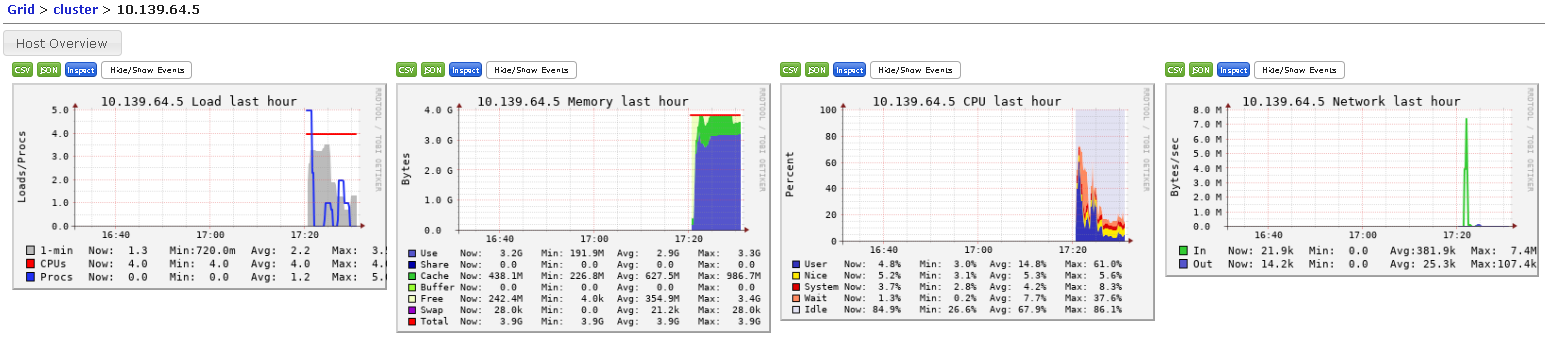 Grid > cluster > 10.139.64.5
Host Overview
CSV JSON Inspect Hide/Show Events
10.139.64.5 Load last hour
Loads/Procs
5.0
4.0
3.0
2.0
1.0
0.0
16:40 17:00 17:20
RRDTOOL / TOBI OETIKER
1-min Now: 1.3 Min:720.0m Avg: 2.2 Max: 3.
CPUs Now: 4.0 Min: 4.0 Avg: 4.0 Max: 4.
Procs Now: 0.0 Min: 0.0 Avg: 1.2 Max: 5.
CSV JSON Inspect Hide/Show Events
10.139.64.5 Memory last hour
Bytes
4.0 G
3.0 G
2.0 G
1.0 G
0.0
16:40 17:00 17:20
RRDTOOL / TOBI OETIKER
Use Now: 3.2G Min: 191.9M Avg: 2.9G Max: 3.3G
Share Now: 0.0 Min: 0.0 Avg: 0.0 Max: 0.0
Cache Now: 438.1M Min: 226.8M Avg: 627.5M Max: 986.7M
Buffer Now: 0.0 Min: 0.0 Avg: 0.0 Max: 0.0
Free Now: 242.4M Min: 4.0k Avg: 354.9M Max: 3.4G
Swap Now: 28.0k Min: 0.0 Avg: 21.2k Max: 28.0k
Total Now: 3.9G Min: 3.9G Avg: 3.9G Max: 3.9G
CSV JSON Inspect Hide/Show Events
10.139.64.5 CPU last hour
Percent
100
80
60
40
20
0
16:40 17:00 17:20
RRDTOOL / TOBI OETIKER
User Now: 4.8% Min: 3.0% Avg: 14.8% Max: 61.0%
Nice Now: 5.2% Min: 3.1% Avg: 5.3% Max: 5.6%
System Now: 3.7% Min: 2.8% Avg: 4.2% Max: 8.3%
Wait Now: 1.3% Min: 0.2% Avg: 7.7% Max: 37.6%
Idle Now: 84.9% Min: 26.6% Avg: 67.9% Max: 86.1%
CSV JSON Inspect Hide/Show Events
10.139.64.5 Network last hour
Bytes/sec
8.0 M
7.0 M
6.0 M
5.0 M
4.0 M
3.0 M
2.0 M
1.0 M
0.0
16:40 17:00 17:20
RRDTOOL / TOBI OETIKER
In Now: 21.9k Min: 0.0 Avg:381.9k Max: 7.4M
Out Now: 14.2k Min: 0.0 Avg: 25.3k Max:107.4k